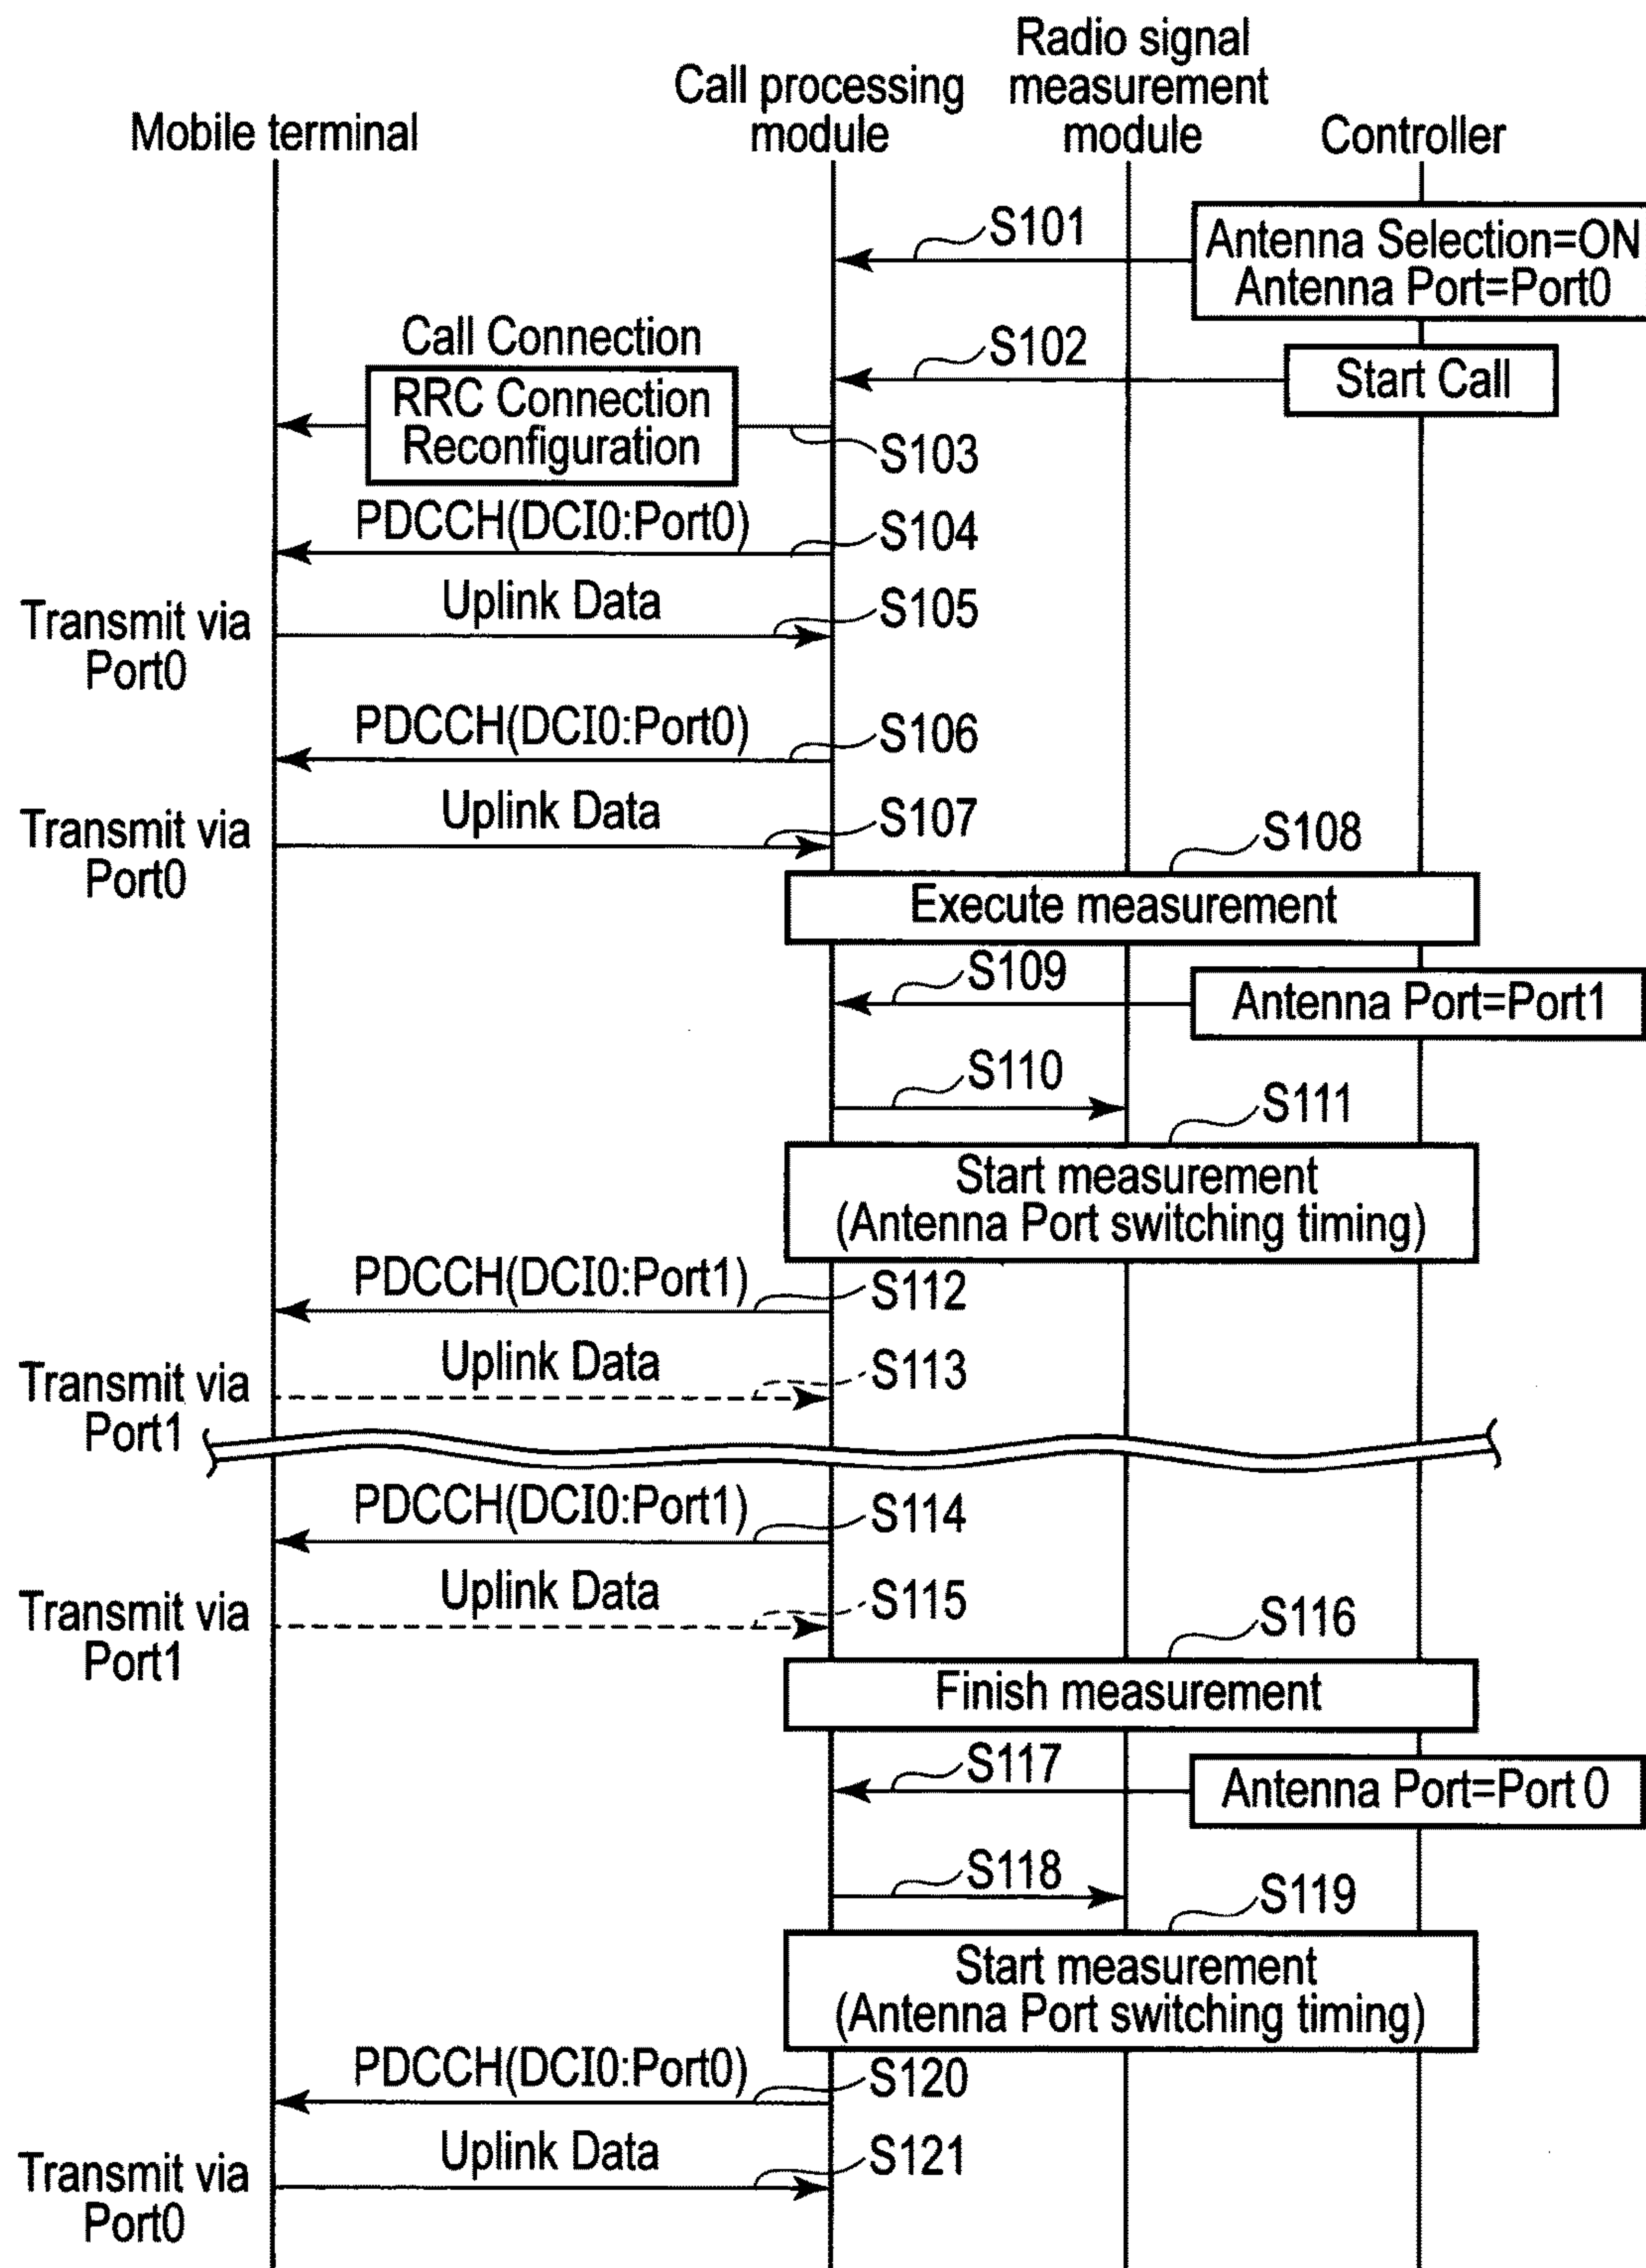 Radio signal
measurement
module
Call processing
module
Mobile terminal
Controller
S101
Antenna Selection=ON
Antenna Port=Port0
S102
Start Call
Call Connection
RRC Connection
Reconfiguration
S103
PDCCH(DCI0:Port0)
S104
Uplink Data
S105
Transmit via
Port0
PDCCH(DCI0:Port0)
S106
Uplink Data
S107
Transmit via
Port0
S108
Execute measurement
S109
Antenna Port=Port1
S110
S111
Start measurement
(Antenna Port switching timing)
PDCCH(DCI0:Port1)
S112
Uplink Data
S113
Transmit via
Port1
PDCCH(DCI0:Port1)
S114
Uplink Data
S115
Transmit via
Port1
S116
Finish measurement
S117
Antenna Port=Port 0
S118
S119
Start measurement
(Antenna Port switching timing)
PDCCH(DCI0:Port0)
S120
Uplink Data
S121
Transmit via
Port0